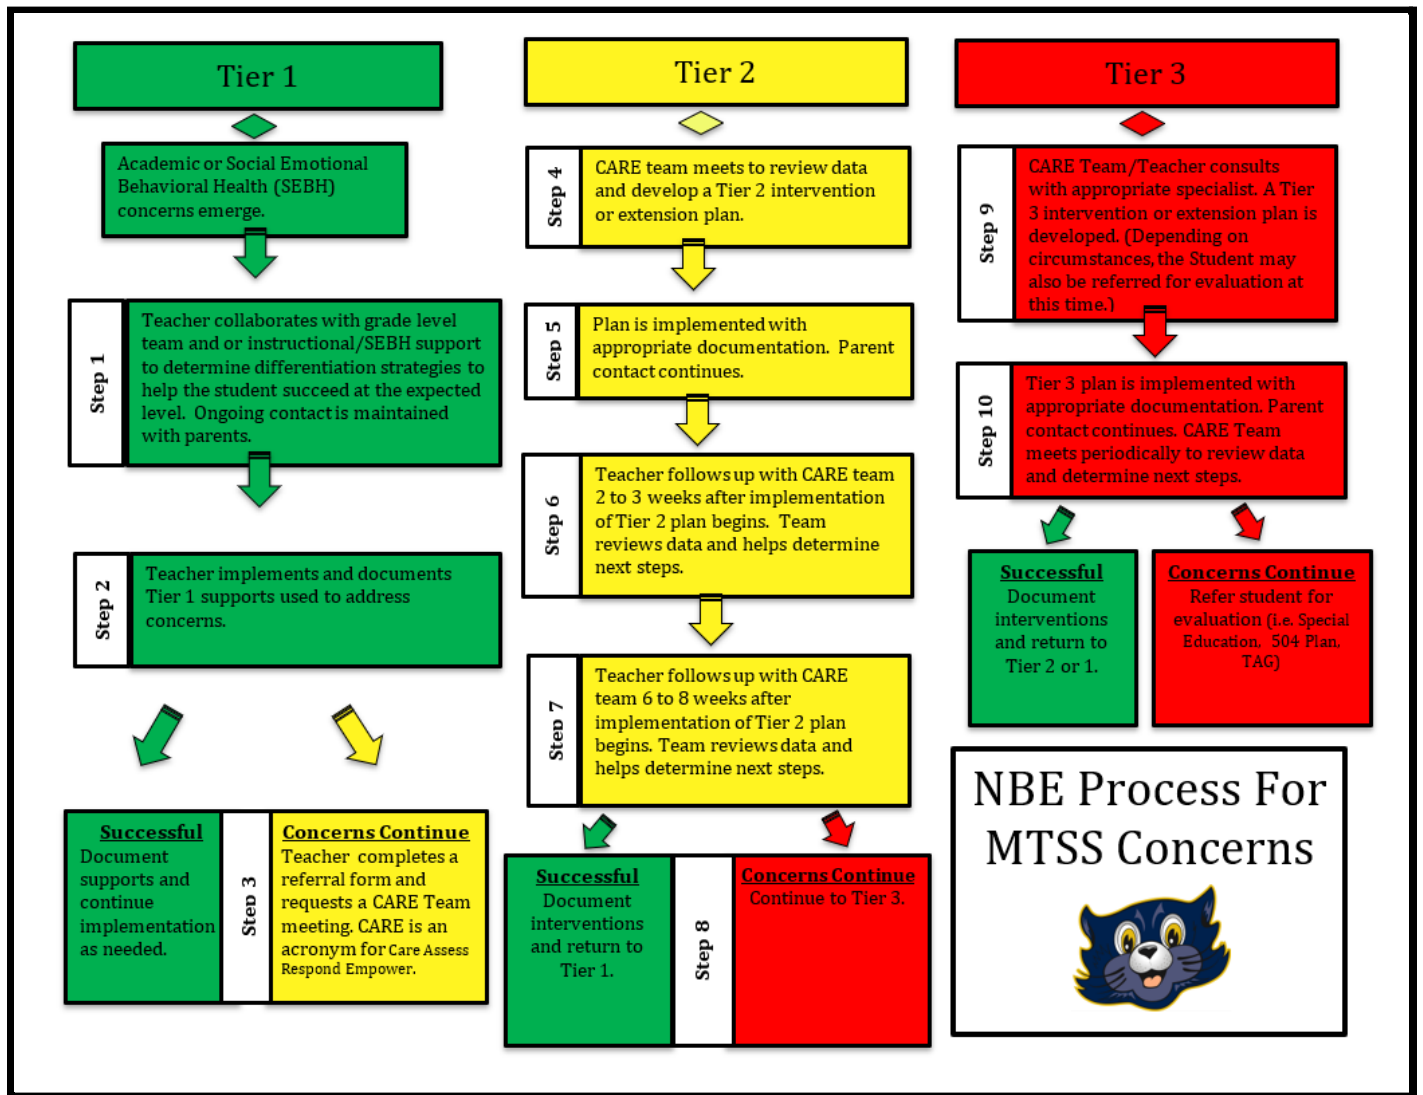 Tier 1
Academic or Social Emotional
Behavioral Health (SEBH)
concerns emerge.
Step 1
Teacher collaborates with grade level
team and or instructional/SEBH support
to determine differentiation strategies to
help the student succeed at the expected
level. Ongoing contact is maintained
with parents.
Step 2
Teacher implements and documents
Tier 1 supports used to address
concerns.
Successful
Document
supports and
continue
implementation
as needed.
Step 3
Concerns Continue
Teacher completes a
referral form and
requests a CARE Team
meeting. CARE is an
acronym for Care Assess
Respond Empower.
Tier 2
Step 4
CARE team meets to review data
and develop a Tier 2 intervention
or extension plan.
Step 5
Plan is implemented with
appropriate documentation. Parent
contact continues.
Step 6
Teacher follows up with CARE team
2 to 3 weeks after implementation
of Tier 2 plan begins. Team
reviews data and helps determine
next steps.
Step 7
Teacher follows up with CARE
team 6 to 8 weeks after
implementation of Tier 2 plan
begins. Team reviews data and
helps determine next steps.
Successful
Document
interventions
and return to
Tier 1.
Step 8
Concerns Continue
Continue to Tier 3.
Tier 3
Step 9
CARE Team/Teacher consults
with appropriate specialist. A Tier
3 intervention or extension plan is
developed. (Depending on
circumstances, the Student may
also be referred for evaluation at
this time.)
Step 10
Tier 3 plan is implemented with
appropriate documentation. Parent
contact continues. CARE Team
meets periodically to review data
and determine next steps.
Successful
Document
interventions
and return to
Tier 2 or 1.
Concerns Continue
Refer student for
evaluation (i.e. Special
Education, 504 Plan,
TAG)
NBE Process For
MTSS Concerns